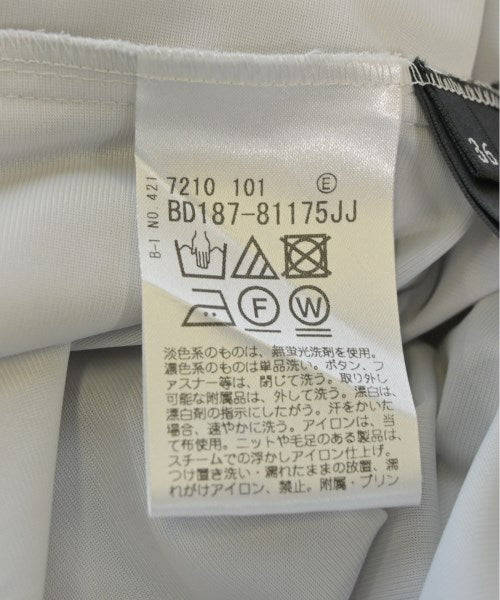 36
B-1 NO.421
7210 101 Ⓔ
BD187-81175JJ
F W
淡色系のものは、無蛍光洗剤を使用。
濃色系のものは単品洗い。ボタン、フ
ァスナー等は、閉じて洗う。取り外し
可能な附属品は、外して洗う。漂白は、
漂白剤の指示にしたがう。汗をかいた
場合、速やかに洗う。アイロンは、当
て布使用。ニットや毛足のある製品は、
スチームでの浮かしアイロン仕上げ。
つけ置き洗い・濡れたままの放置、濡
れがけアイロン、禁止。附属・プリン